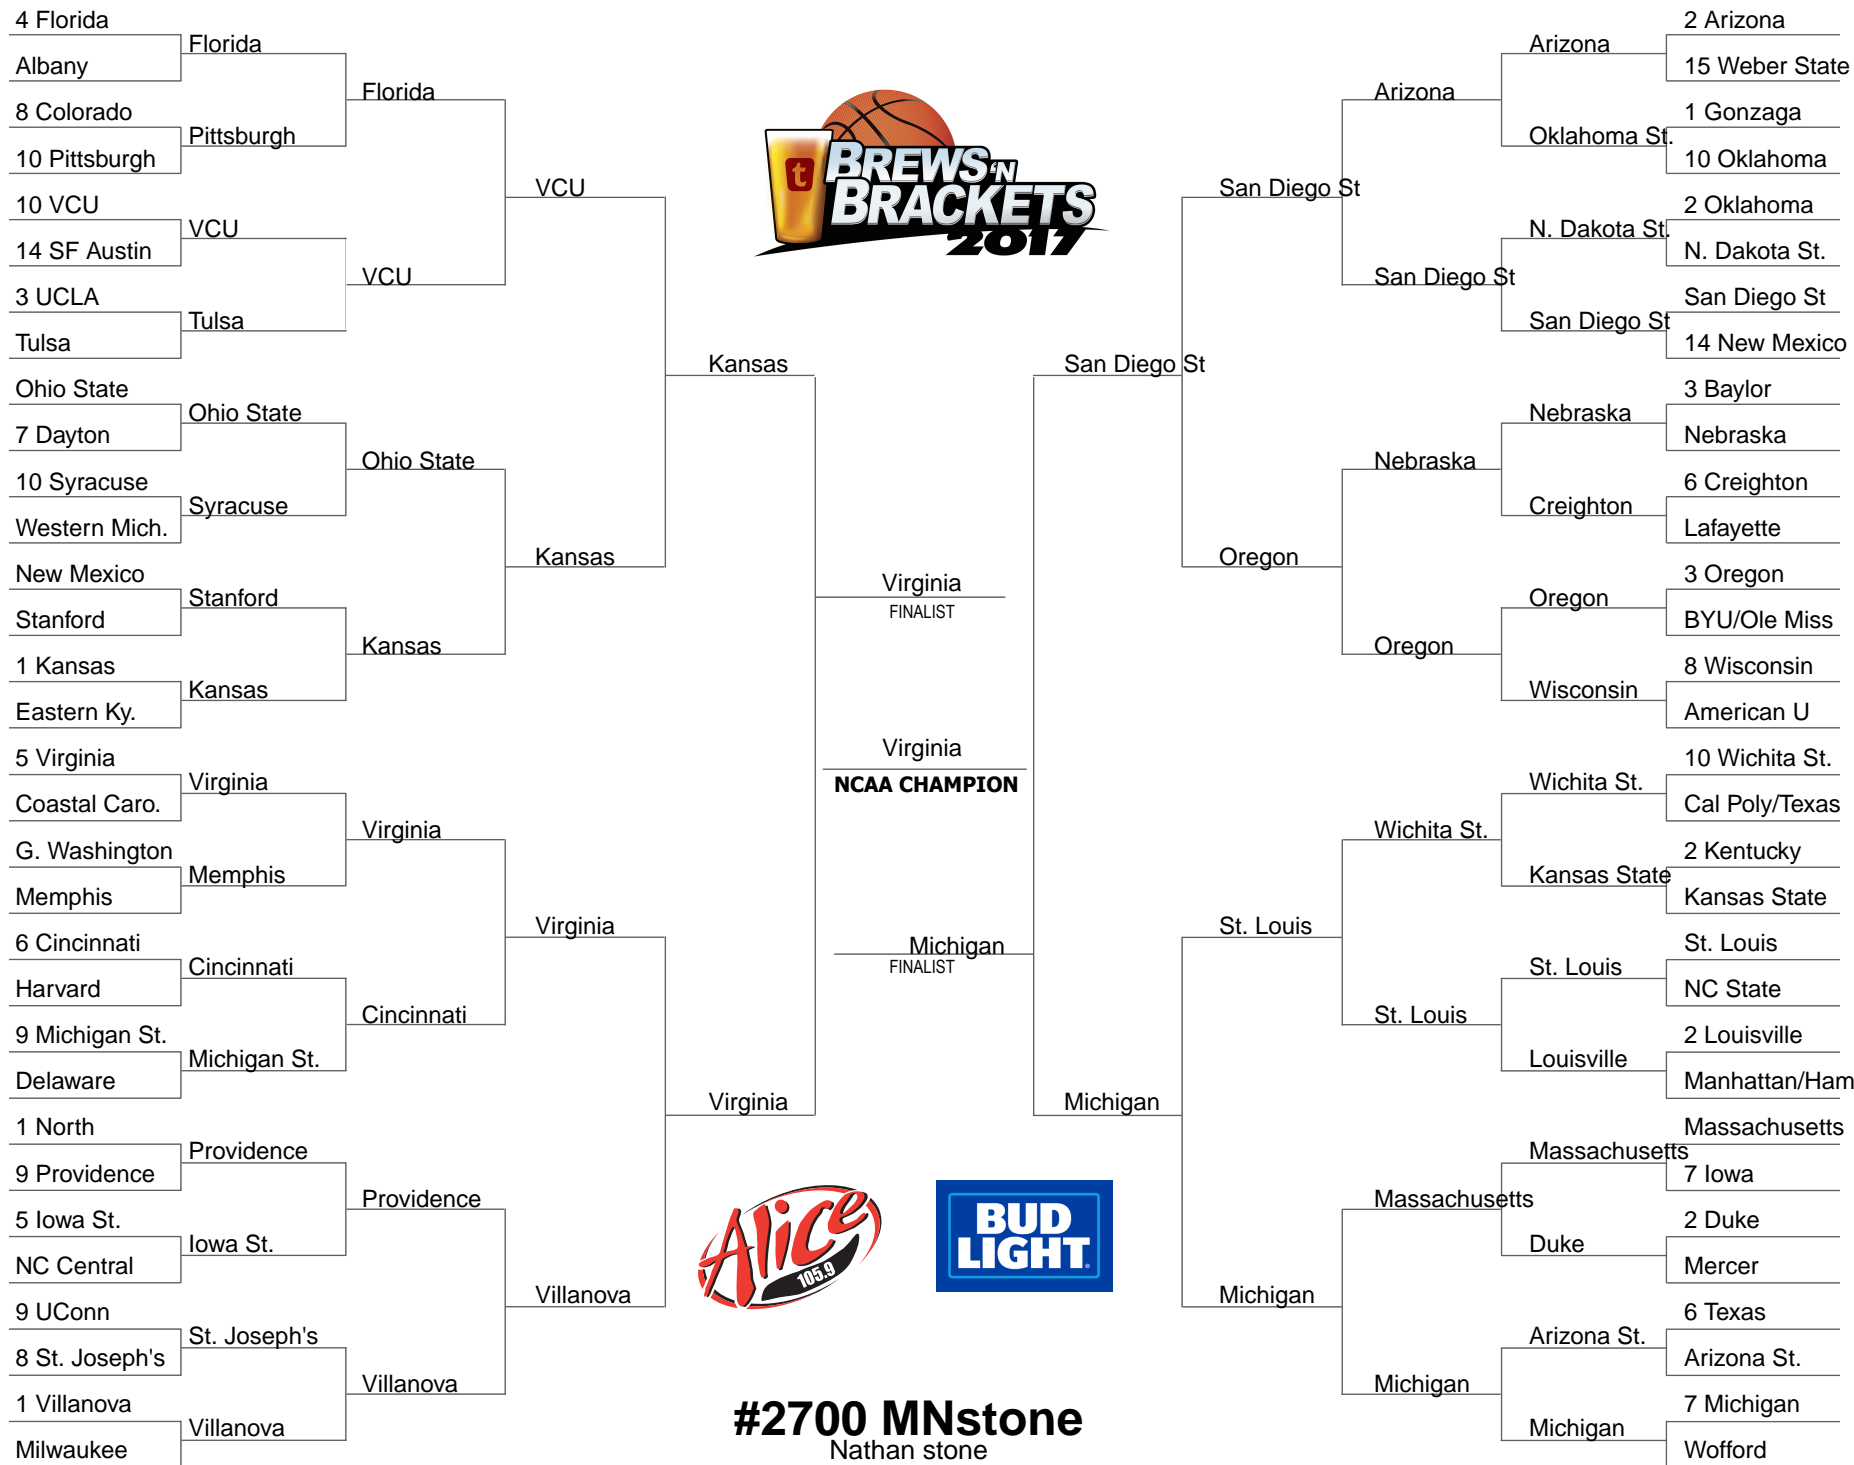 4 Florida
Albany
8 Colorado
10 Pittsburgh
10 VCU
14 SF Austin
3 UCLA
Tulsa
Ohio State
7 Dayton
10 Syracuse
Western Mich.
New Mexico
Stanford
1 Kansas
Eastern Ky.
5 Virginia
Coastal Caro.
G. Washington
Memphis
6 Cincinnati
Harvard
9 Michigan St.
Delaware
1 North
9 Providence
5 Iowa St.
NC Central
9 UConn
8 St. Joseph's
1 Villanova
Milwaukee
Florida
Pittsburgh
VCU
Tulsa
Ohio State
Syracuse
Stanford
Kansas
Virginia
Memphis
Cincinnati
Michigan St.
Providence
Iowa St.
St. Joseph's
Villanova
Florida
VCU
Ohio State
Kansas
Virginia
Cincinnati
Providence
Villanova
VCU
Kansas
Virginia
Villanova
Kansas
Virginia
t
BREWS 'N
BRACKETS
2017
Virginia
FINALIST
Virginia
NCAA CHAMPION
Michigan
FINALIST
Alice
105.9
BUD
LIGHT
#2700 MNstone
Nathan stone
San Diego St
Michigan
San Diego St
Oregon
St. Louis
Michigan
Arizona
San Diego St
Nebraska
Oregon
Wichita St.
St. Louis
Massachusetts
Michigan
Arizona
Oklahoma St.
N. Dakota St.
San Diego St
Nebraska
Creighton
Oregon
Wisconsin
Wichita St.
Kansas State
St. Louis
Louisville
Massachusetts
Duke
Arizona St.
Michigan
2 Arizona
15 Weber State
1 Gonzaga
10 Oklahoma
2 Oklahoma
N. Dakota St.
San Diego St
14 New Mexico
3 Baylor
Nebraska
6 Creighton
Lafayette
3 Oregon
BYU/Ole Miss
8 Wisconsin
American U
10 Wichita St.
Cal Poly/Texas
2 Kentucky
Kansas State
St. Louis
NC State
2 Louisville
Manhattan/Ham
Massachusetts
7 Iowa
2 Duke
Mercer
6 Texas
Arizona St.
7 Michigan
Wofford